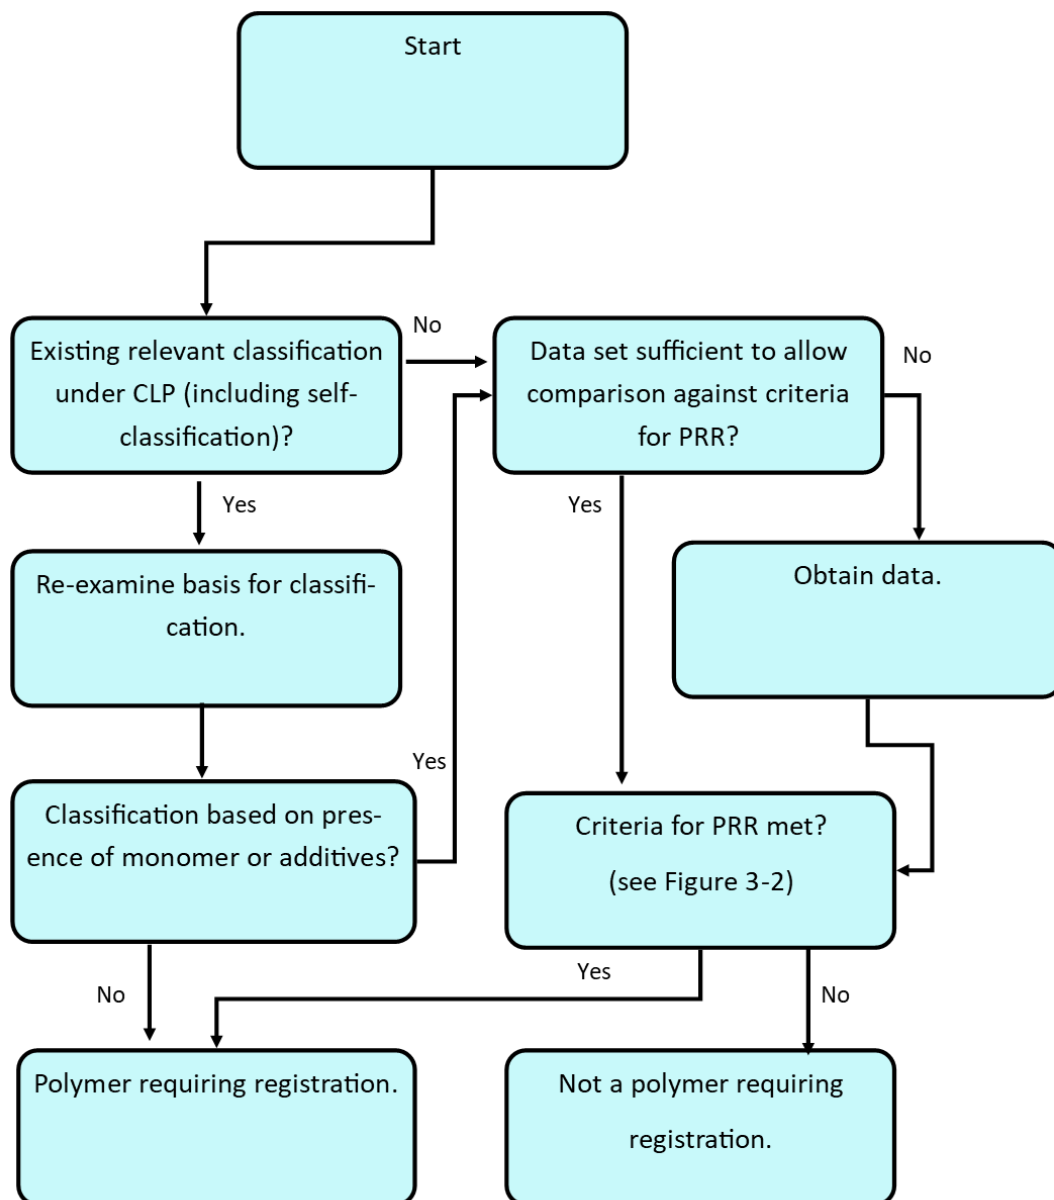 Start
No
Existing relevant classification
under CLP (including self-
classification)?
Data set sufficient to allow
comparison against criteria
for PRR?
No
Yes
Yes
Re-examine basis for classifi-
cation.
Obtain data.
Yes
Classification based on pres-
ence of monomer or additives?
Criteria for PRR met?
(see Figure 3-2)
No
Yes
No
Polymer requiring registration.
Not a polymer requiring
registration.